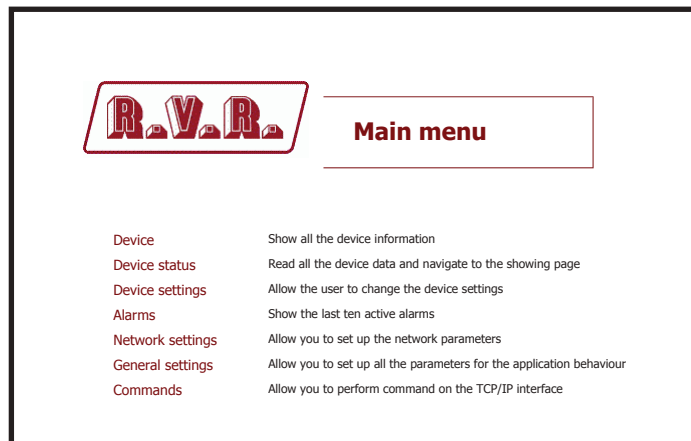 R.V.R.
Main menu
Device Show all the device information
Device status Read all the device data and navigate to the showing page
Device settings Allow the user to change the device settings
Alarms Show the last ten active alarms
Network settings Allow you to set up the network parameters
General settings Allow you to set up all the parameters for the application behaviour
Commands Allow you to perform command on the TCP/IP interface